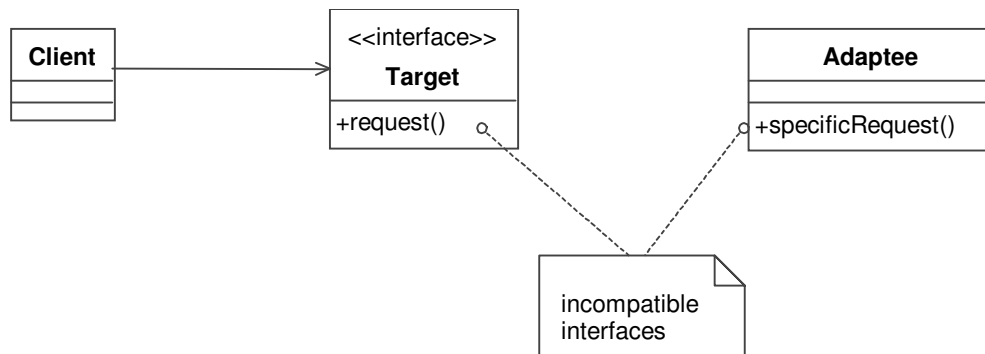 Client
<<interface>>
Target
+request()
Adaptee
+specificRequest()
incompatible
interfaces